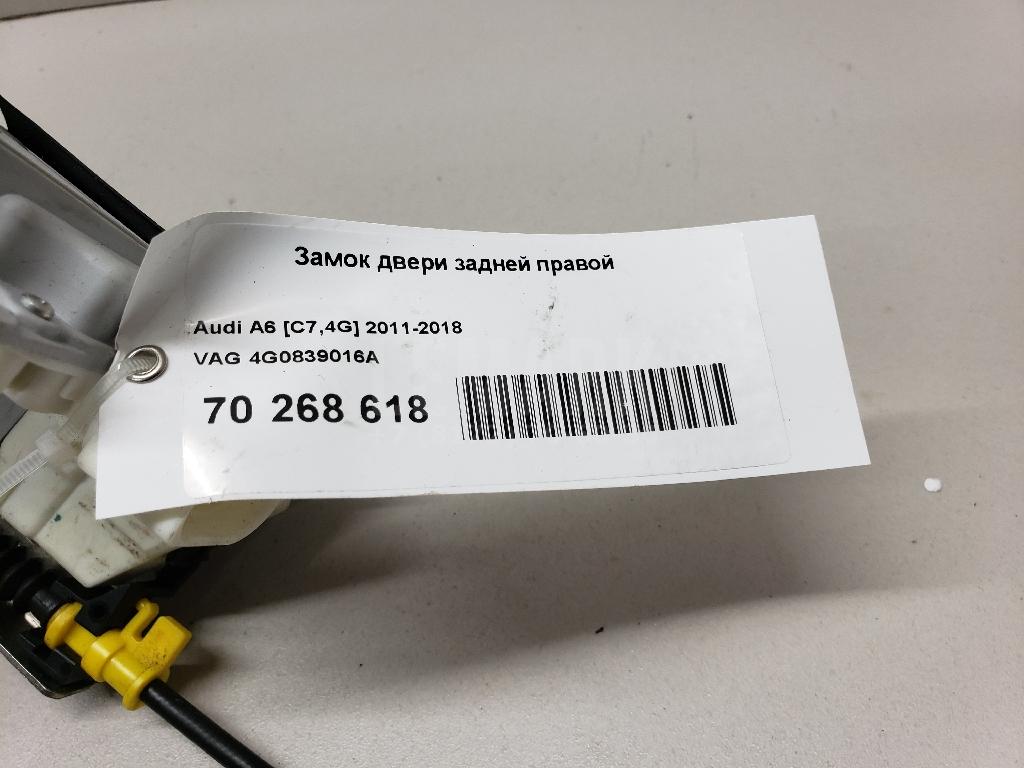 Замок двери задней правой
Audi A6 [C7,4G] 2011-2018
VAG 4G0839016A
70 268 618